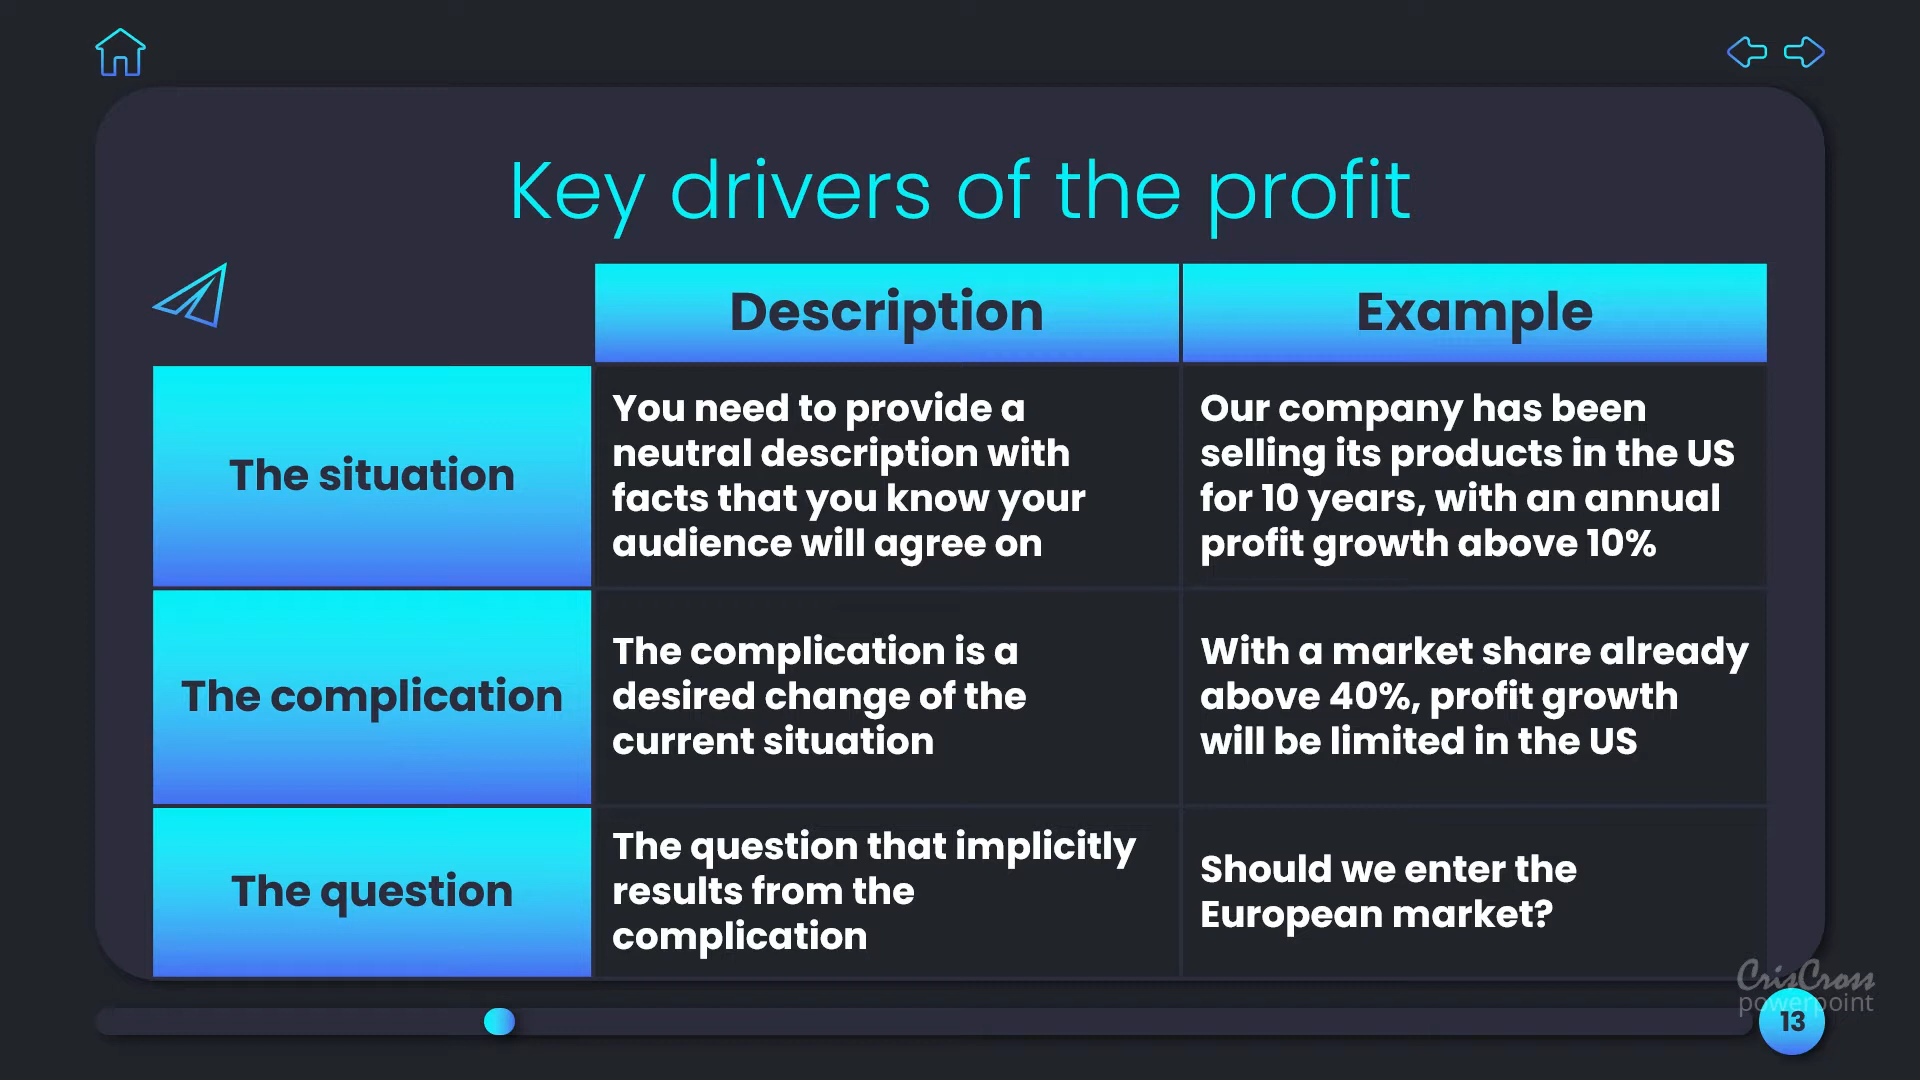 Key drivers of the profit
Description
Example
The situation
You need to provide a
neutral description with
facts that you know your
audience will agree on
Our company has been
selling its products in the US
for 10 years, with an annual
profit growth above 10%
The complication
The complication is a
desired change of the
current situation
With a market share already
above 40%, profit growth
will be limited in the US
The question
The question that implicitly
results from the
complication
Should we enter the
European market?
CrisCross
powerpoint
13